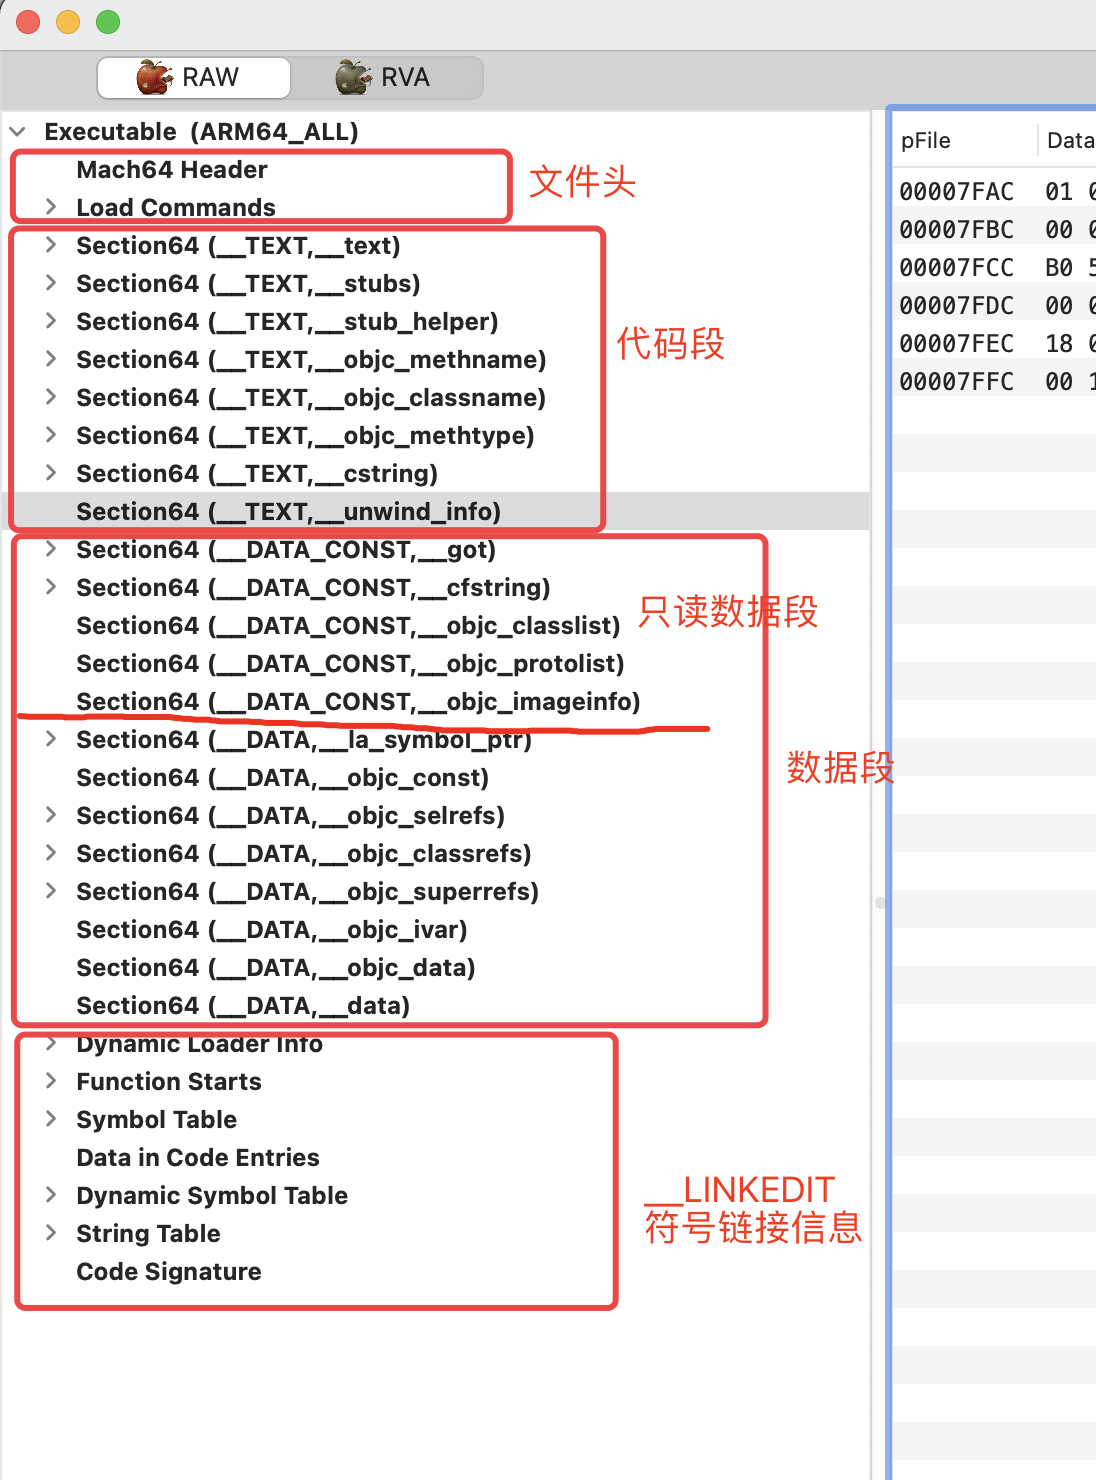 RAW
RVA
Executable (ARM64_ALL)
Mach64 Header
Load Commands
文件头
Section64 (__TEXT,__text)
Section64 (__TEXT,__stubs)
Section64 (__TEXT,__stub_helper)
Section64 (__TEXT,__objc_methname)
Section64 (__TEXT,__objc_classname)
Section64 (__TEXT,__objc_methtype)
Section64 (__TEXT,__cstring)
Section64 (__TEXT,__unwind_info)
代码段
Section64 (__DATA_CONST,__got)
Section64 (__DATA_CONST,__cfstring)
Section64 (__DATA_CONST,__objc_classlist)
Section64 (__DATA_CONST,__objc_protolist)
Section64 (__DATA_CONST,__objc_imageinfo)
只读数据段
Section64 (__DATA,__la_symbol_ptr)
Section64 (__DATA,__objc_const)
Section64 (__DATA,__objc_selrefs)
Section64 (__DATA,__objc_classrefs)
Section64 (__DATA,__objc_superrefs)
Section64 (__DATA,__objc_ivar)
Section64 (__DATA,__objc_data)
Section64 (__DATA,__data)
数据段
Dynamic Loader Info
Function Starts
Symbol Table
Data in Code Entries
Dynamic Symbol Table
String Table
Code Signature
__LINKEDIT
符号链接信息
pFile Data
00007FAC 01
00007FBC 00
00007FCC B0
00007FDC 00
00007FEC 18
00007FFC 00